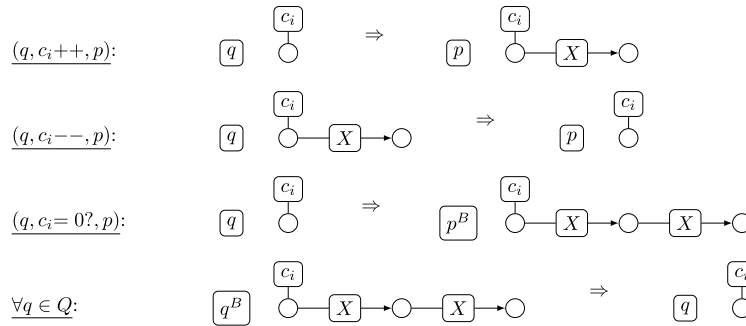 c_i c_i
(q, c_i++, p): q ⇒ p X
c_i c_i
(q, c_i−−, p): q X ⇒ p
c_i c_i
(q, c_i= 0?, p): q ⇒ p^B X X
c_i c_i
∀q ∈ Q: q^B X X ⇒ q